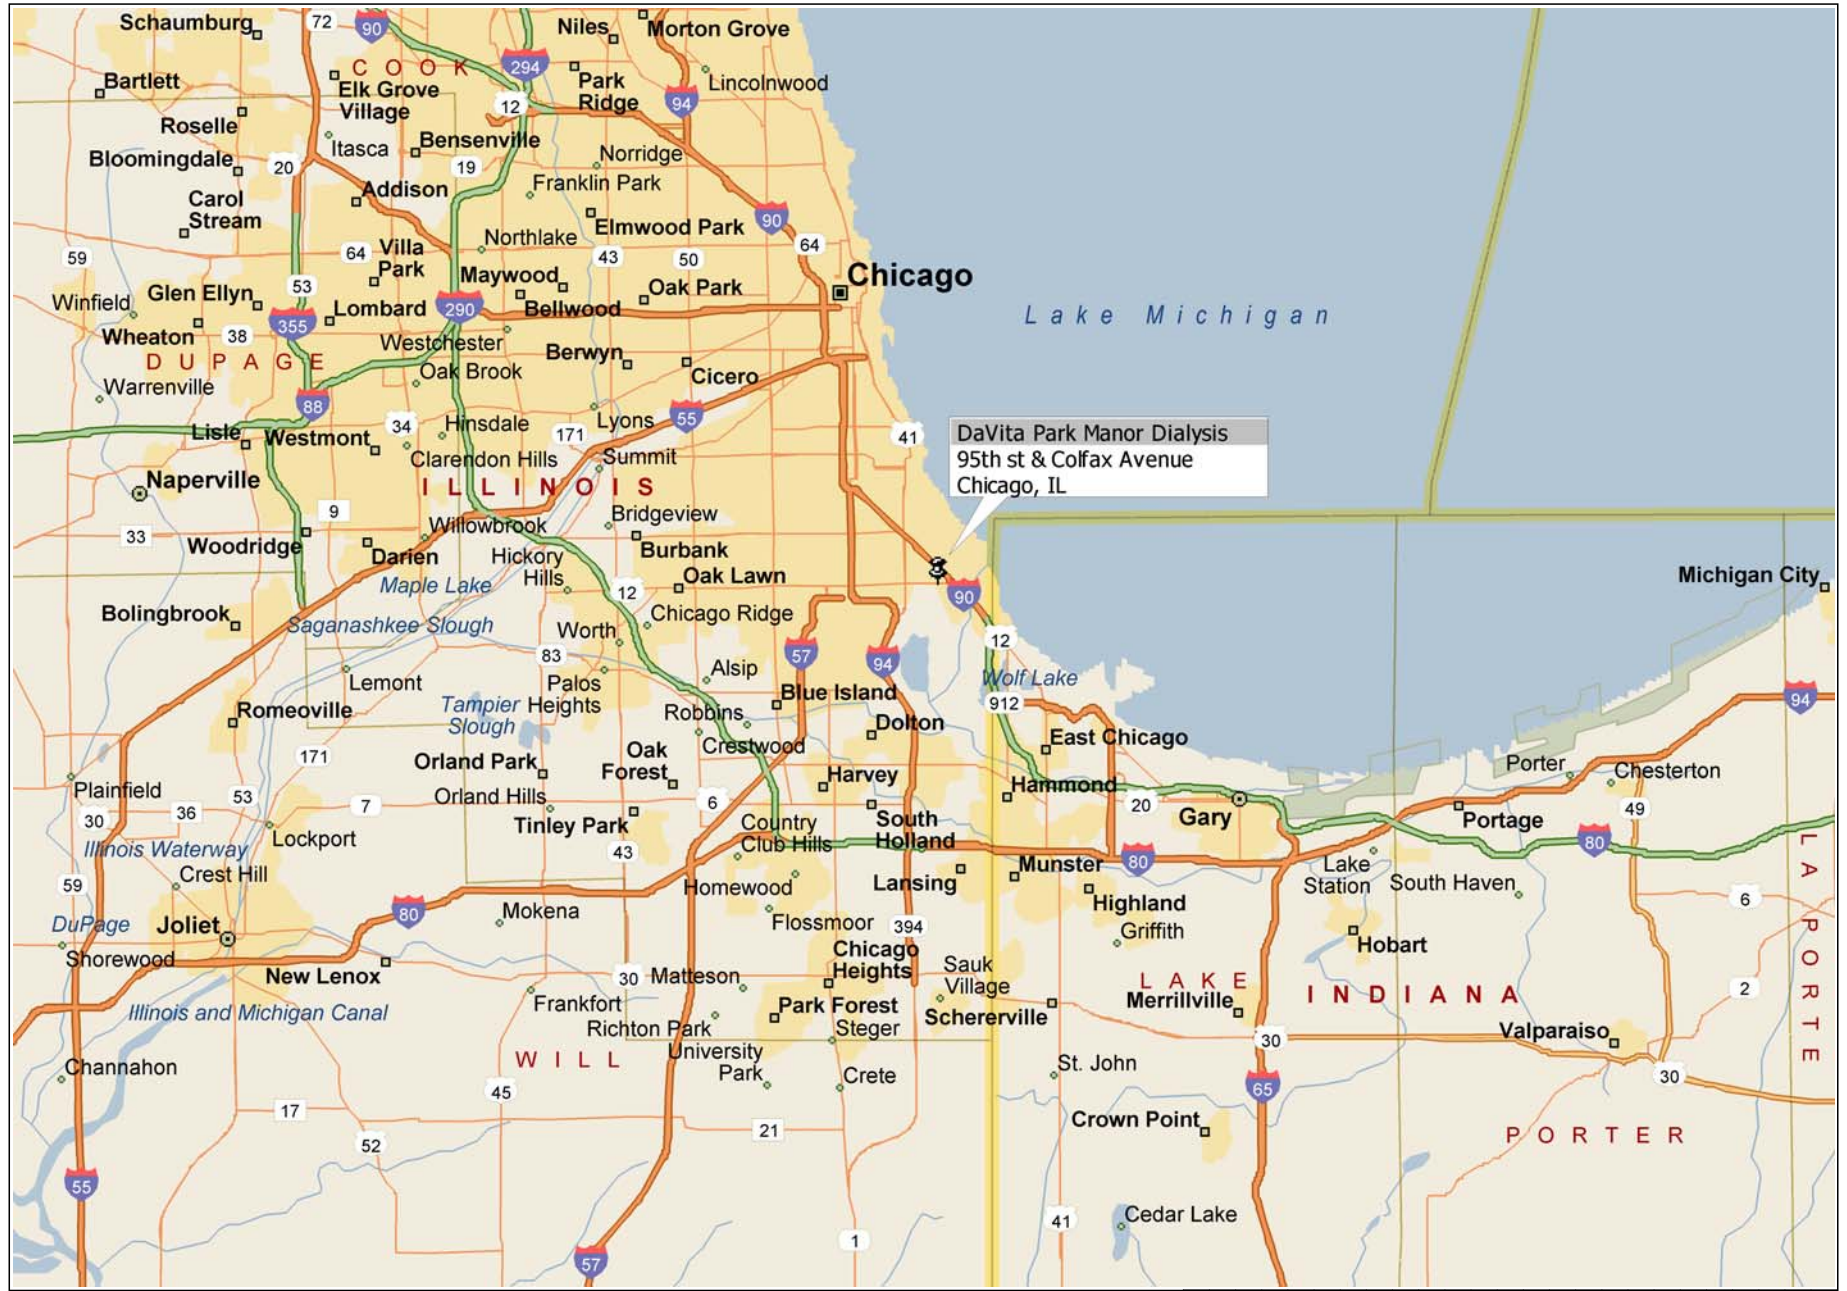 Schaumburg
72
90
Niles
Morton Grove
COOK
294
Bartlett
Elk Grove
Village
12
Park
Ridge
94
Lincolnwood
Roselle
Itasca
Bensenville
Bloomingdale
20
19
Norridge
Carol
Stream
Addison
Franklin Park
Elmwood Park
90
64
59
64
Villa
Park
Northlake
43
50
Winfield
Glen Ellyn
53
Maywood
Oak Park
Chicago
Lombard
290
Bellwood
Lake Michigan
Wheaton
38
355
Westchester
Berwyn
DUPAGE
Oak Brook
Cicero
Warrenville
88
34
Hinsdale
171
Lyons
55
41
Lisle
Westmont
Clarendon Hills
Summit
DaVita Park Manor Dialysis
95th st & Colfax Avenue
Chicago, IL
Naperville
ILLINOIS
33
9
Willowbrook
Bridgeview
Woodridge
Darien
Hickory
Hills
Burbank
Maple Lake
12
Oak Lawn
90
Michigan City
Bolingbrook
Saganashkee Slough
Worth
Chicago Ridge
12
83
57
94
Lemont
Palos
Heights
Alsip
Wolf Lake
Romeoville
Tampier
Slough
Robbins
Blue Island
912
94
171
Crestwood
Dolton
East Chicago
Orland Park
Oak
Forest
Harvey
Porter
Chesterton
Plainfield
53
Orland Hills
Hammond
20
30
36
7
Tinley Park
6
Country
Club Hills
South
Holland
Gary
Portage
49
Lockport
Illinois Waterway
43
Munster
80
80
LA PORTE
59
Crest Hill
Homewood
Lansing
Lake
Station
South Haven
DuPage
Joliet
80
Mokena
Flossmoor
394
Highland
Griffith
6
Shorewood
New Lenox
30
Matteson
Chicago
Heights
Sauk
Village
Hobart
LAKE
INDIANA
2
Illinois and Michigan Canal
Frankfort
Richton Park
Park Forest
Steger
Schererville
Merrillville
Valparaiso
WILL
University
Park
30
Channahon
45
Crete
St. John
65
30
17
52
21
Crown Point
PORTER
55
1
41
Cedar Lake
57